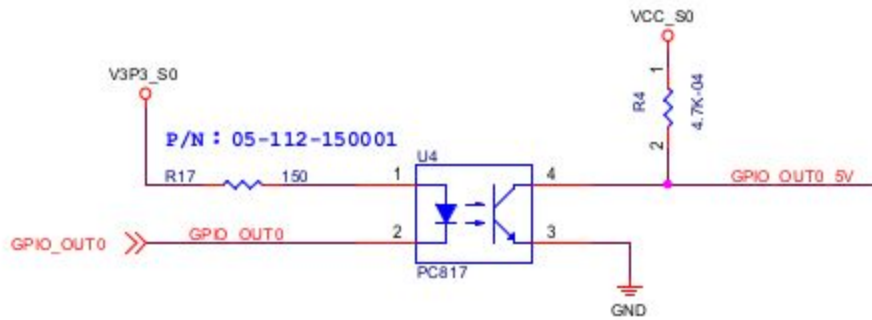 VCC_S0
V3P3_S0
1
R4
4.7K-04
2
P/N : 05-112-150001
U4
R17 150 1 4 GPIO_OUT0_5V
GPIO_OUT0 GPIO_OUT0 2 3
PC817
GND